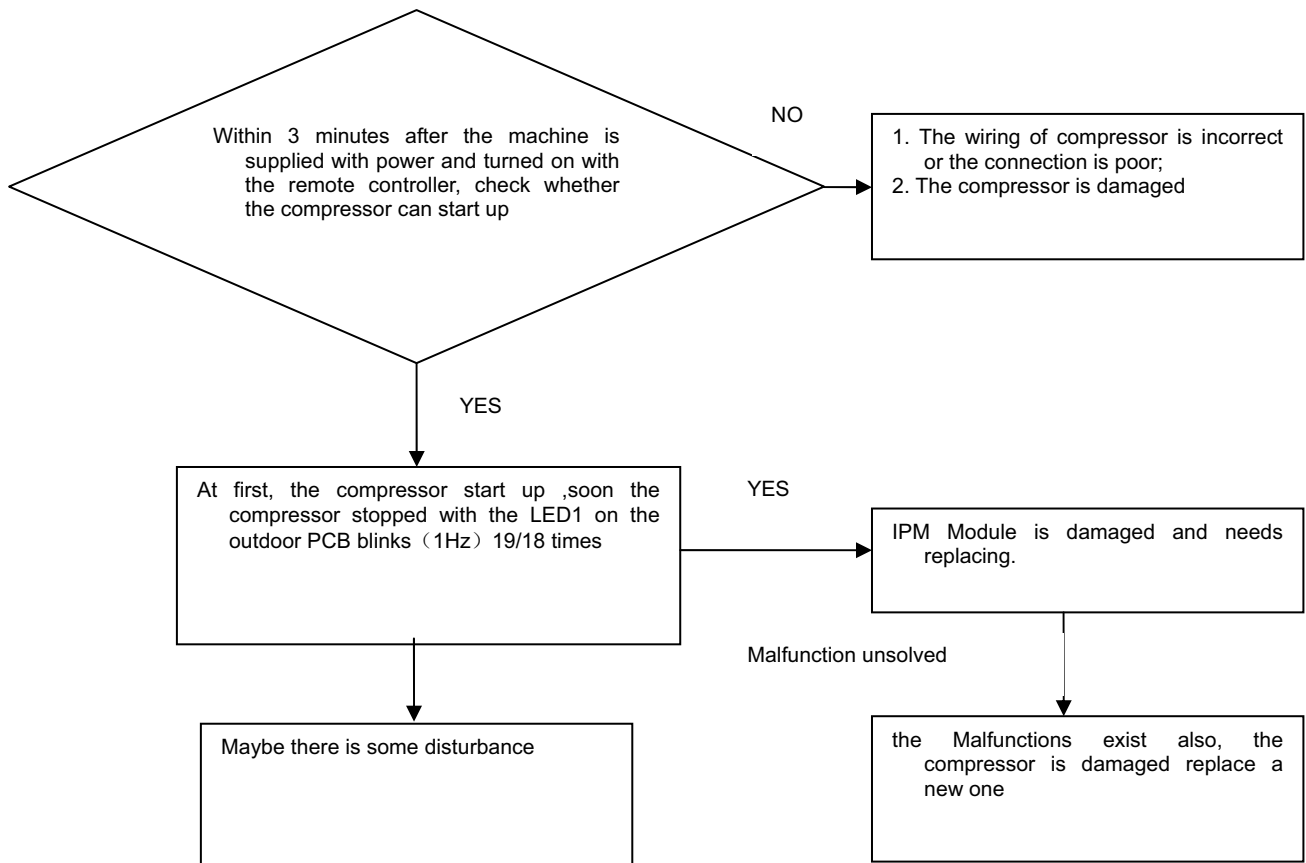 Within 3 minutes after the machine is
supplied with power and turned on with
the remote controller, check whether
the compressor can start up
NO
1. The wiring of compressor is incorrect
or the connection is poor;
2. The compressor is damaged
YES
At first, the compressor start up ,soon the
compressor stopped with the LED1 on the
outdoor PCB blinks（1Hz）19/18 times
YES
IPM Module is damaged and needs
replacing.
Malfunction unsolved
Maybe there is some disturbance
the Malfunctions exist also, the
compressor is damaged replace a
new one